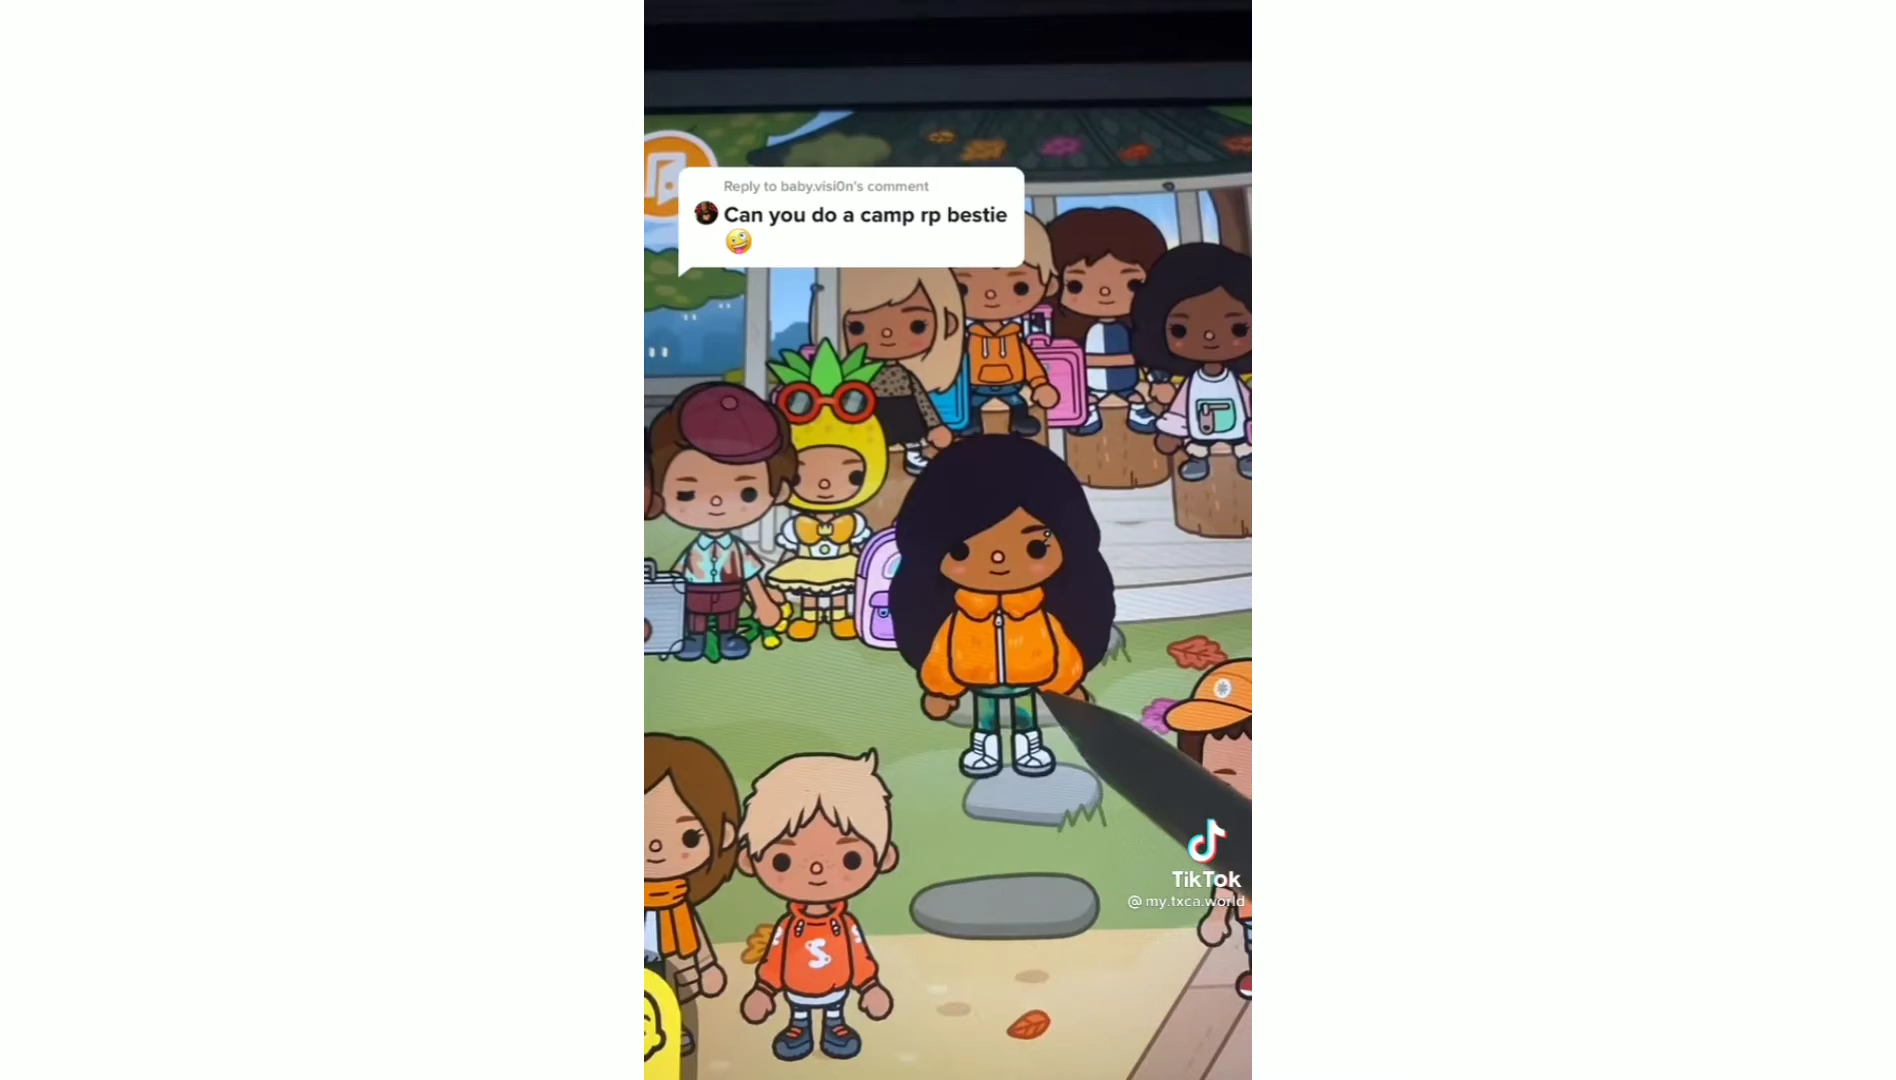 Reply to baby.visi0n's comment
Can you do a camp rp bestie
🤪
S
TikTok
@my.txca.world